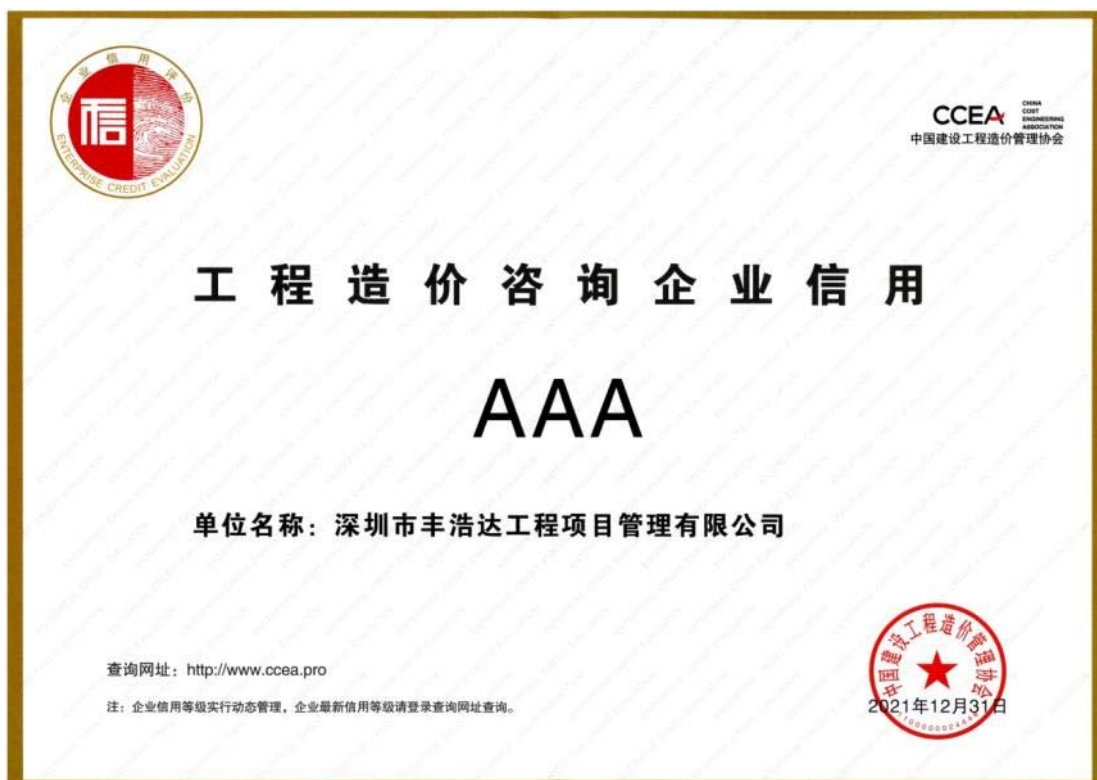 企业信用评价
信
ENTERPRISE CREDIT EVALUATION
CCEA
CHINA
COST
ENGINEERING
ASSOCIATION
中国建设工程造价管理协会
工程造价咨询企业信用
AAA
单位名称：深圳市丰浩达工程项目管理有限公司
查询网址：http://www.ccea.pro
注：企业信用等级实行动态管理，企业最新信用等级请登录查询网址查询。
中国建设工程造价管理协会
2021年12月31日